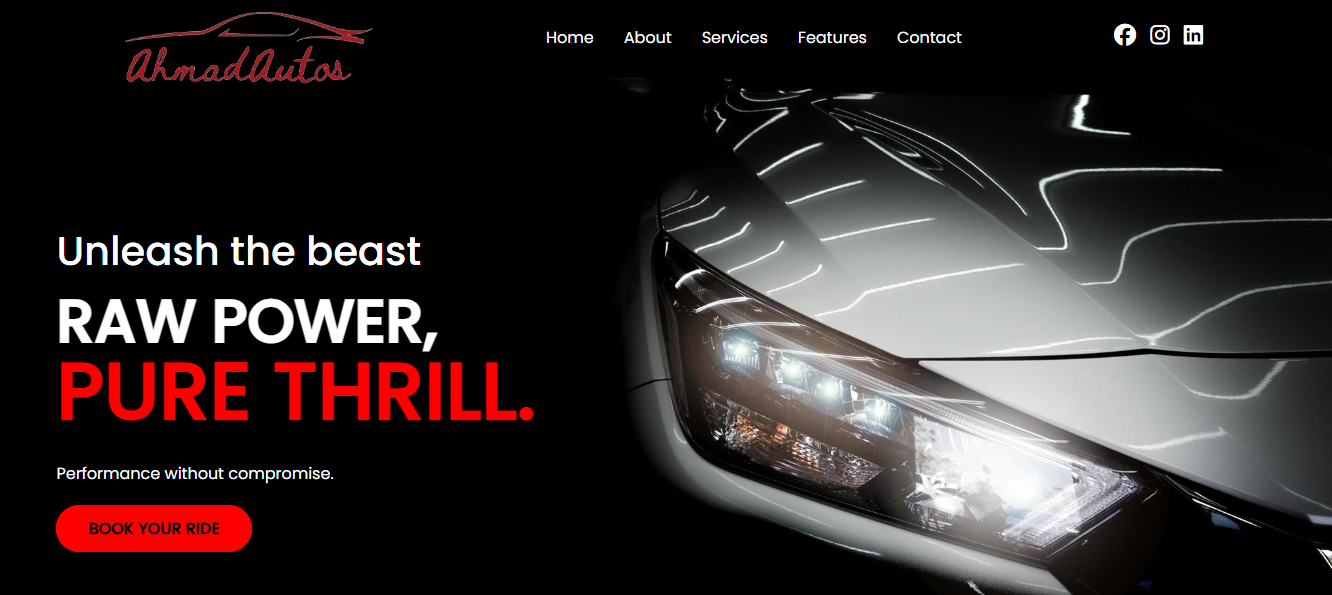 AhmadAutos
Home About Services Features Contact
Unleash the beast
RAW POWER,
PURE THRILL.
Performance without compromise.
BOOK YOUR RIDE